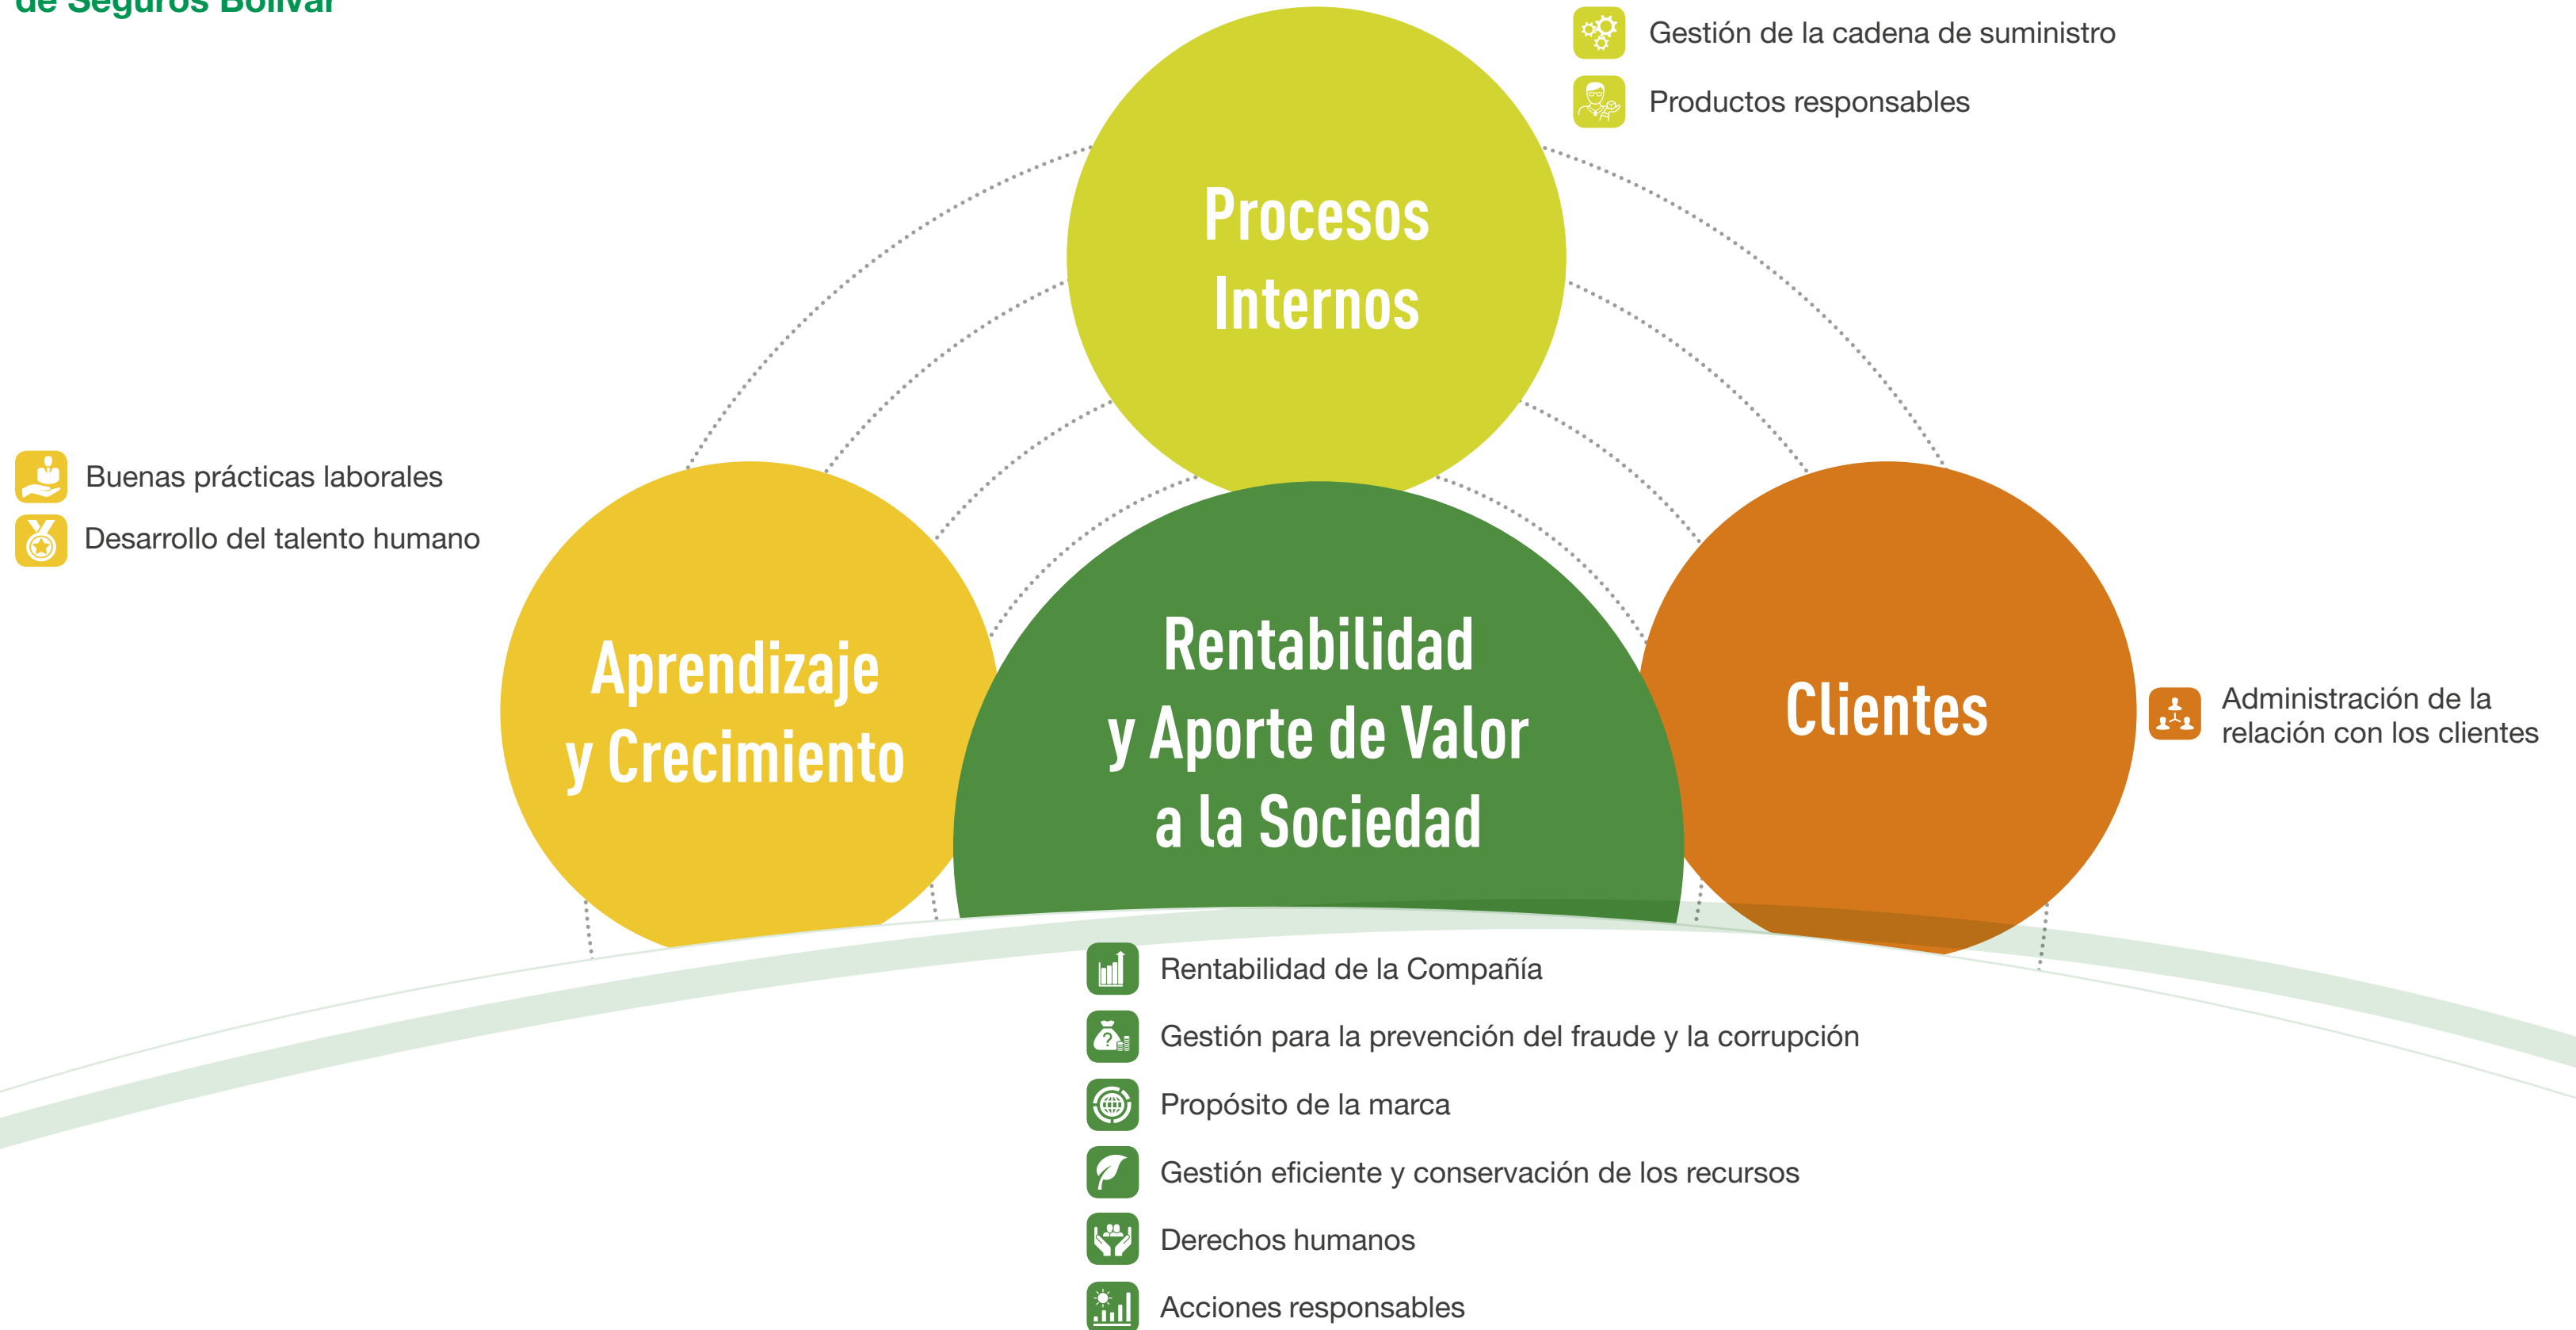 de Seguros Bolívar
Gestión de la cadena de suministro
Productos responsables
Procesos
Internos
Buenas prácticas laborales
Desarrollo del talento humano
Aprendizaje
y Crecimiento
Rentabilidad
y Aporte de Valor
a la Sociedad
Clientes
Administración de la
relación con los clientes
Rentabilidad de la Compañía
Gestión para la prevención del fraude y la corrupción
Propósito de la marca
Gestión eficiente y conservación de los recursos
Derechos humanos
Acciones responsables